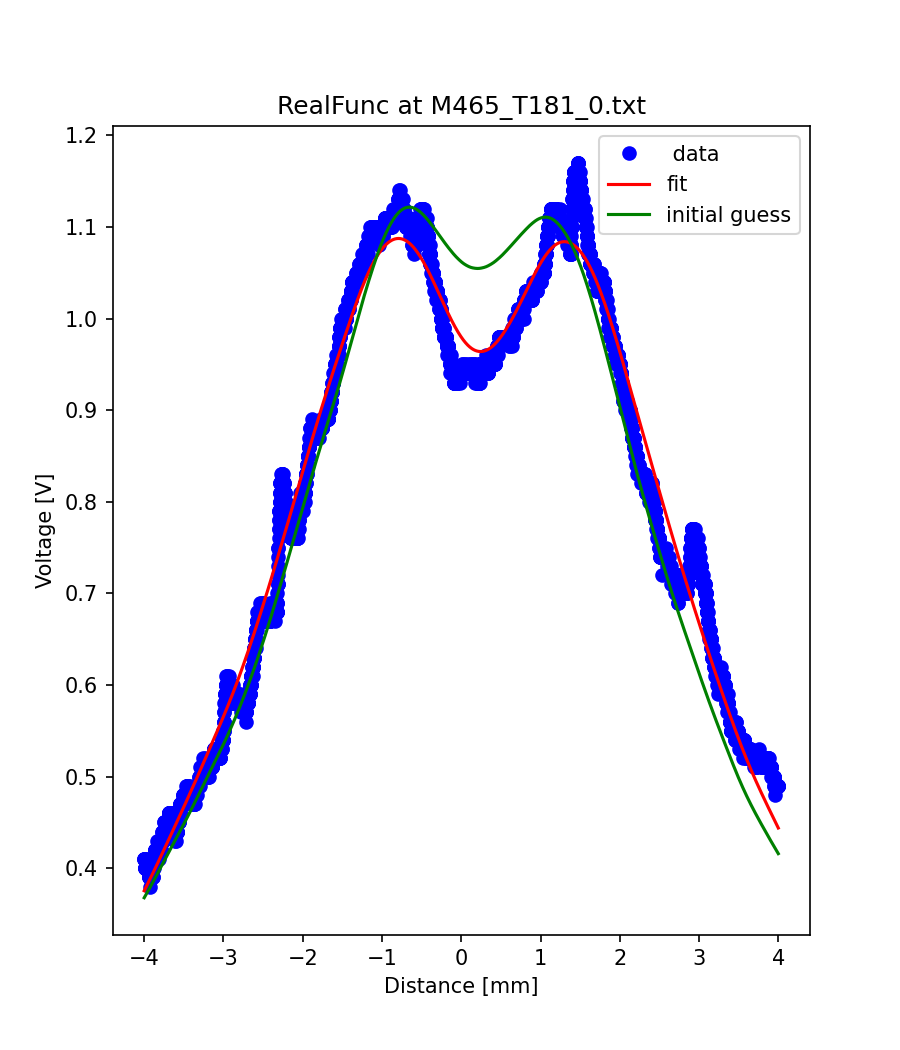 RealFunc at M465_T181_0.txt
data
fit
initial guess
1.2
1.1
1.0
0.9
0.8
0.7
0.6
0.5
0.4
Voltage [V]
−4 −3 −2 −1 0 1 2 3 4
Distance [mm]